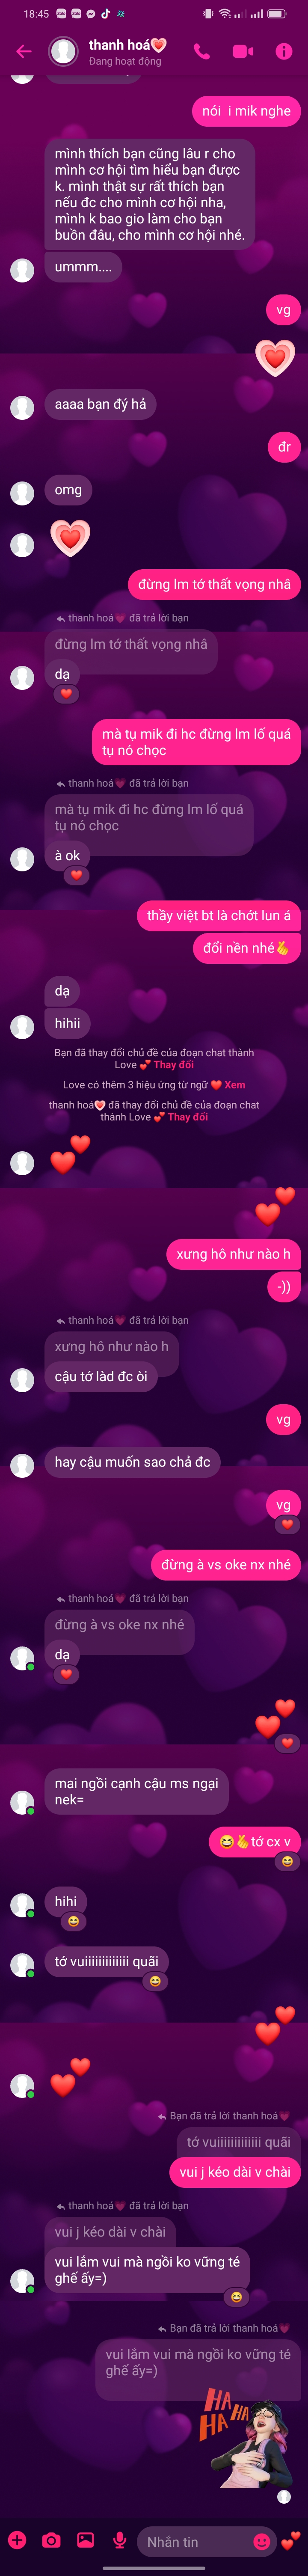 18:45
thanh hoá
Đang hoạt động
nói i mik nghe
mình thích bạn cũng lâu r cho
mình cơ hội tìm hiểu bạn được
k. mình thật sự rất thích bạn
nếu đc cho mình cơ hội nha,
mình k bao gio làm cho bạn
buồn đâu, cho mình cơ hội nhé.
ummm....
vg
aaaa bạn đý hả
đr
omg
đừng lm tớ thất vọng nhâ
thanh hoá💗 đã trả lời bạn
đừng lm tớ thất vọng nhâ
dạ
mà tụ mik đi hc đừng lm lố quá
tụ nó chọc
thanh hoá💗 đã trả lời bạn
mà tụ mik đi hc đừng lm lố quá
tụ nó chọc
à ok
thầy việt bt là chớt lun á
đổi nền nhé🫰
dạ
hihii
Bạn đã thay đổi chủ đề của đoạn chat thành
Love 💕 Thay đổi
Love có thêm 3 hiệu ứng từ ngữ ❤️ Xem
thanh hoá💗 đã thay đổi chủ đề của đoạn chat
thành Love 💕 Thay đổi
xưng hô như nào h
-))
thanh hoá💗 đã trả lời bạn
xưng hô như nào h
cậu tớ làd đc òi
vg
hay cậu muốn sao chả đc
vg
đừng à vs oke nx nhé
thanh hoá💗 đã trả lời bạn
đừng à vs oke nx nhé
dạ
mai ngồi cạnh cậu ms ngại
nek=
😆🫰tớ cx v
hihi
tớ vuiiiiiiiiiiiii quãi
Bạn đã trả lời thanh hoá💗
tớ vuiiiiiiiiiiiii quãi
vui j kéo dài v chài
thanh hoá💗 đã trả lời bạn
vui j kéo dài v chài
vui lắm vui mà ngồi ko vững té
ghế ấy=)
Bạn đã trả lời thanh hoá💗
vui lắm vui mà ngồi ko vững té
ghế ấy=)
HA
HA
HA
Nhắn tin